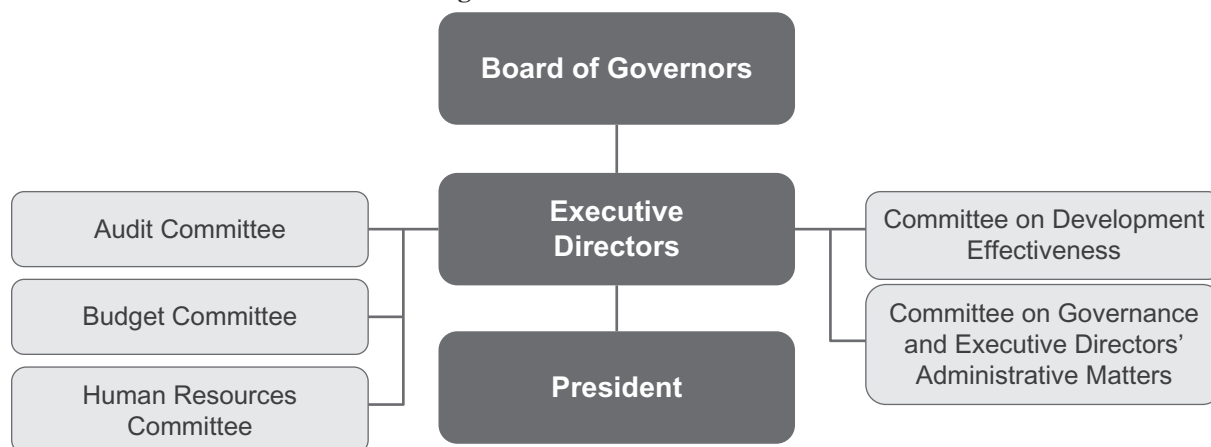 Board of Governors
Executive
Directors
President
Audit Committee
Budget Committee
Human Resources
Committee
Committee on Development
Effectiveness
Committee on Governance
and Executive Directors’
Administrative Matters